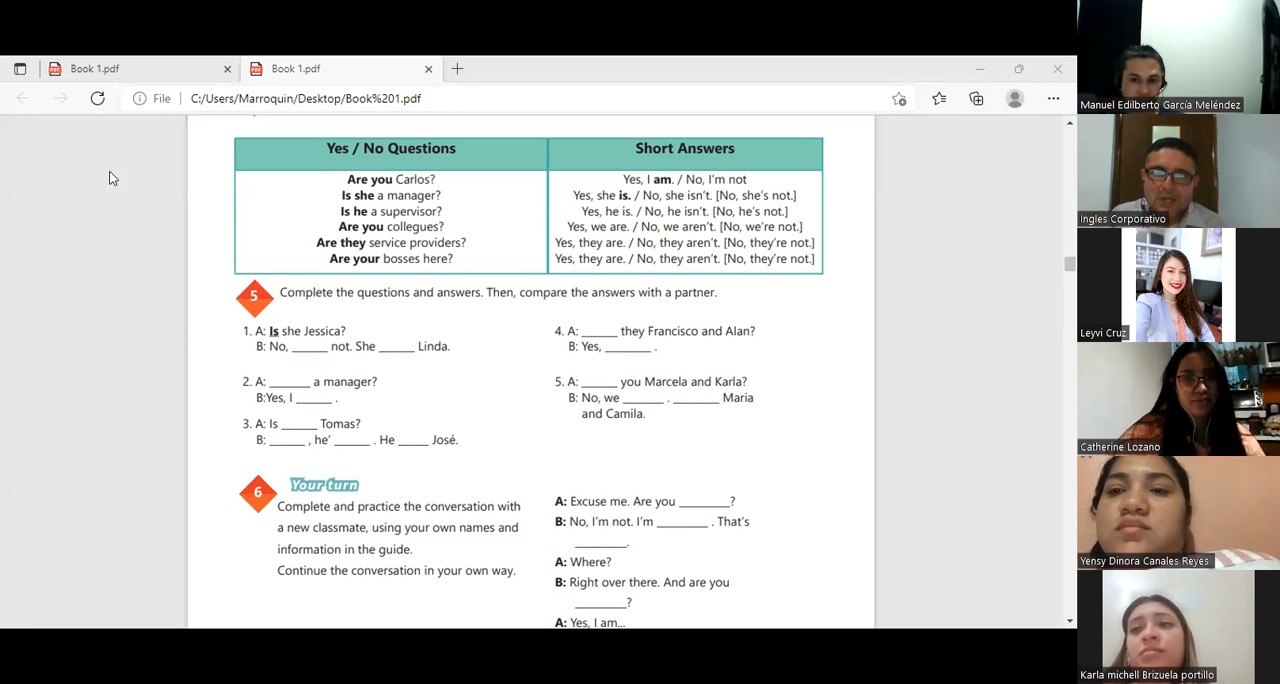 Book 1.pdf
Book 1.pdf
File
C:/Users/Marroquin/Desktop/Book%201.pdf
Yes / No Questions
Short Answers
Are you Carlos?
Yes, I am. / No, I'm not
Is she a manager?
Yes, she is. / No, she isn't. [No, she's not.]
Is he a supervisor?
Yes, he is. / No, he isn't. [No, he's not.]
Are you collegues?
Yes, we are. / No, we aren't. [No, we're not.]
Are they service providers?
Yes, they are. / No, they aren't. [No, they're not.]
Are your bosses here?
Yes, they are. / No, they aren't. [No, they're not.]
5
Complete the questions and answers. Then, compare the answers with a partner.
1. A: Is she Jessica?
B: No, ______ not. She ______ Linda.
2. A: _______ a manager?
B:Yes, I ______ .
3. A: Is ______ Tomas?
B: ______ , he' ______ . He _____ José.
4. A: ______ they Francisco and Alan?
B: Yes, ________ .
5. A: ______ you Marcela and Karla?
B: No, we _______ . ________ Maria
and Camila.
6
Your turn
Complete and practice the conversation with
a new classmate, using your own names and
information in the guide.
Continue the conversation in your own way.
A: Excuse me. Are you ________?
B: No, I'm not. I'm ________ . That's
________.
A: Where?
B: Right over there. And are you
________?
A: Yes, I am...
Manuel Edilberto García Meléndez
Ingles Corporativo
Leyvi Cruz
Catherine Lozano
Yensy Dinora Canales Reyes
Karla michell Brizuela portillo